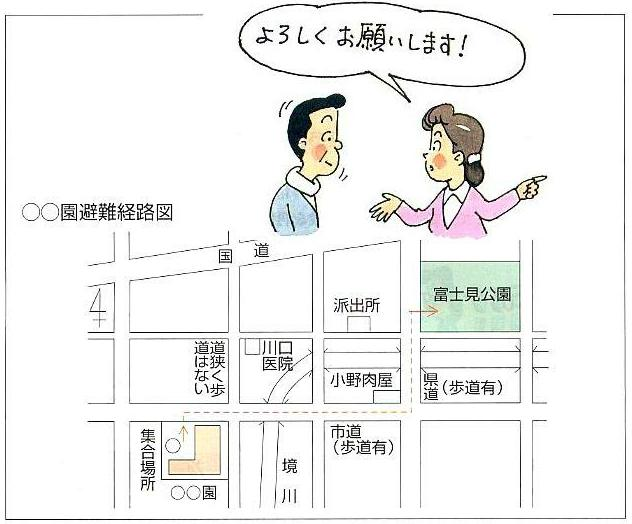 よろしくお願いします!
○○園避難経路図
国道
富士見公園
派出所
道狭く歩
道はない
川口
医院
小野肉屋
県道(歩道有)
集合場所
市道
(歩道有)
境川
○○園